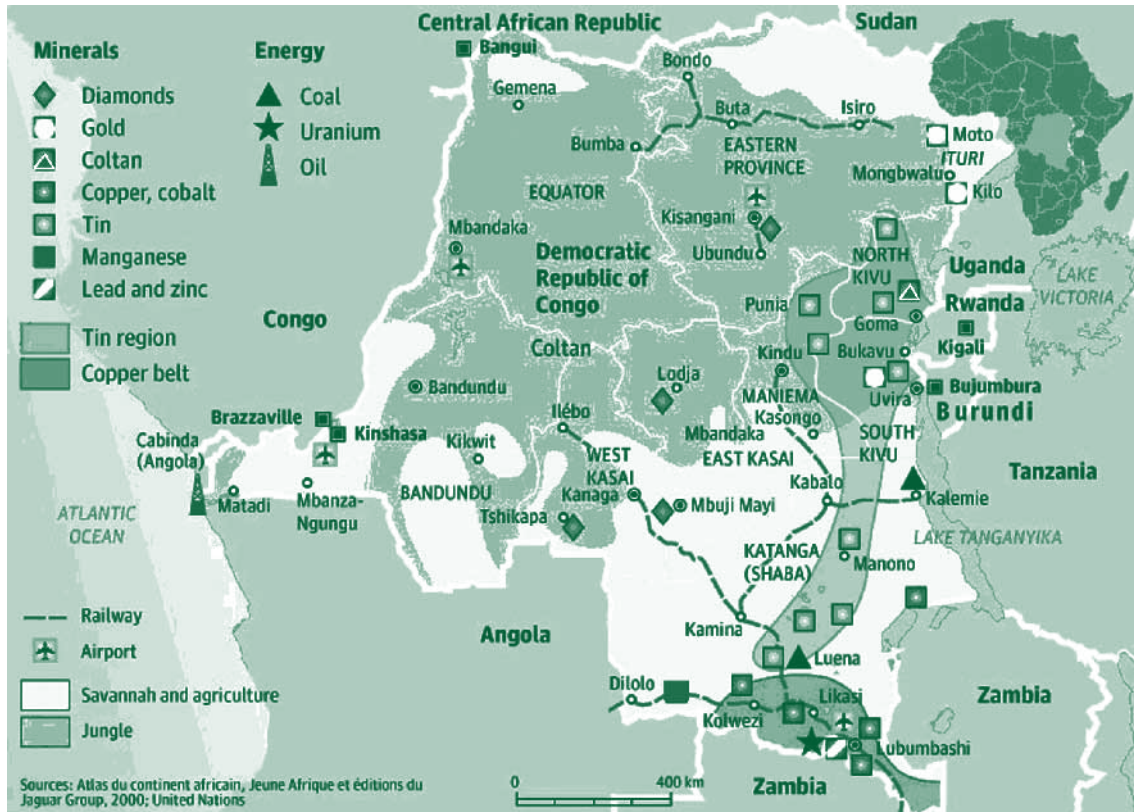 Central African Republic
Sudan
Minerals
Energy
Diamonds
Gold
Coltan
Copper, cobalt
Tin
Manganese
Lead and zinc
Tin region
Copper belt
Coal
Uranium
Oil
Bangui
Gemena
Bondo
Buta
Isiro
Bumba
EASTERN
PROVINCE
Moto
ITURI
Mongbwalu
Kilo
EQUATOR
Kisangani
Mbandaka
Ubundu
Democratic
Republic of
Congo
NORTH
KIVU
Uganda
LAKE
VICTORIA
Rwanda
Congo
Punia
Goma
Kigali
Coltan
Kindu
Bukavu
Bandundu
Lodja
MANIEMA
Uvira
Bujumbura
Burundi
Brazzaville
Kinshasa
Ilébo
Kasongo
Cabinda
(Angola)
Kikwit
Mbandaka
EAST KASAI
SOUTH
KIVU
WEST
KASAI
Tanzania
BANDUNDU
Kanaga
Kabalo
Kalemie
Matadi
Mbanza-
Ngungu
Tshikapa
Mbuji Mayi
ATLANTIC
OCEAN
LAKE TANGANYIKA
KATANGA
(SHABA)
Manono
Railway
Airport
Savannah and agriculture
Jungle
Angola
Kamina
Luena
Dilolo
Likasi
Zambia
Kolwezi
Lubumbashi
Zambia
Sources: Atlas du continent africain, Jeune Afrique et éditions du
Jaguar Group, 2000; United Nations
0 400 km